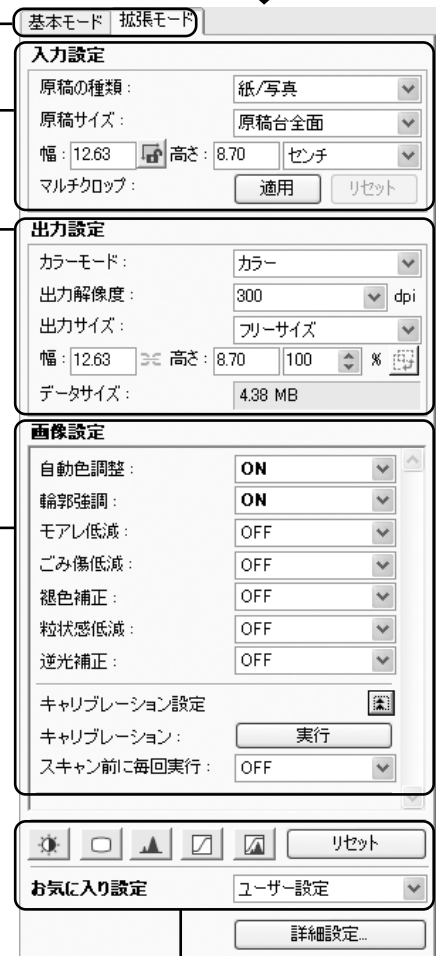 基本モード 拡張モード
入力設定
原稿の種類： 紙/写真
原稿サイズ： 原稿台全面
幅： 12.63 高さ： 8.70 センチ
マルチクロップ： 適用 リセット
出力設定
カラーモード： カラー
出力解像度： 300 dpi
出力サイズ： フリーサイズ
幅： 12.63 高さ： 8.70 100 %
データサイズ： 4.38 MB
画像設定
自動色調整： ON
輪郭強調： ON
モアレ低減： OFF
ごみ傷低減： OFF
褪色補正： OFF
粒状感低減： OFF
逆光補正： OFF
キャリブレーション設定
キャリブレーション： 実行
スキャン前に毎回実行： OFF
リセット
お気に入り設定 ユーザー設定
詳細設定...